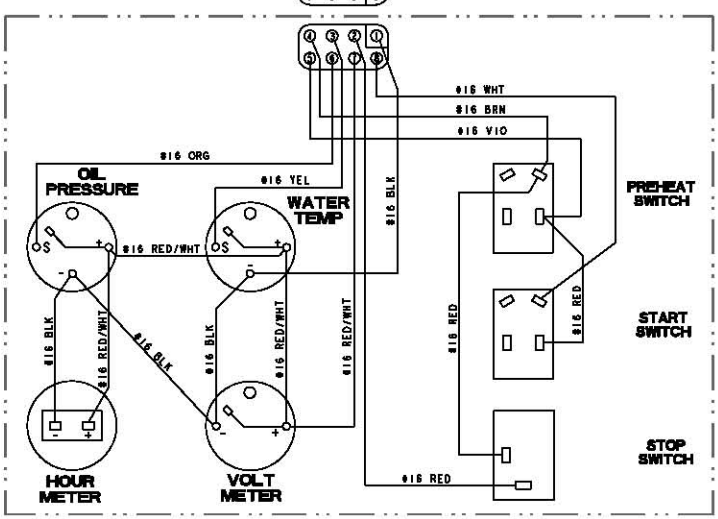 4 3 2 1
5 6 7 8
#16 WHT
#16 BRN
#16 VIO
#16 ORG
#16 YEL
#16 BLK
OIL
PRESSURE
WATER
TEMP
PREHEAT
SWITCH
S
+
-
#16 RED/WHT
S
+
-
#16 BLK
#16 RED/WHT
#16 BLK
#16 BLK
#16 RED/WHT
#16 RED/WHT
#16 RED
#16 RED
START
SWITCH
- +
- +
HOUR
METER
VOLT
METER
#16 RED
STOP
SWITCH